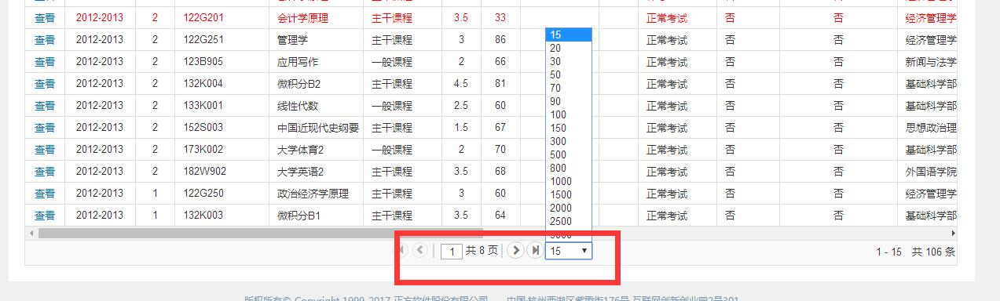 查看 2012-2013 2 122G201 会计学原理 主干课程 3.5 33 正常考试 否 否 经济管理学
查看 2012-2013 2 122G251 管理学 主干课程 3 86 正常考试 否 否 经济管理学
查看 2012-2013 2 123B905 应用写作 一般课程 2 66 正常考试 否 否 新闻与法学
查看 2012-2013 2 132K004 微积分B2 主干课程 4.5 81 正常考试 否 否 基础科学部
查看 2012-2013 2 133K001 线性代数 一般课程 2.5 60 正常考试 否 否 基础科学部
查看 2012-2013 2 152S003 中国近现代史纲要 主干课程 1.5 67 正常考试 否 否 思想政治理
查看 2012-2013 2 173K002 大学体育2 一般课程 2 70 正常考试 否 否 基础科学部
查看 2012-2013 2 182W902 大学英语2 主干课程 3.5 68 正常考试 否 否 外国语学院
查看 2012-2013 1 122G250 政治经济学原理 主干课程 3 60 正常考试 否 否 经济管理学
查看 2012-2013 1 132K003 微积分B1 主干课程 3.5 64 正常考试 否 否 基础科学部
15
20
30
50
70
90
100
150
300
500
800
1000
1500
2000
2500
1 共 8 页 15
1 - 15 共 106 条
版权所有© Copyright 1999-2017 正方软件股份有限公司 中国·杭州西湖区紫霞街176号 互联网创新创业园2号301